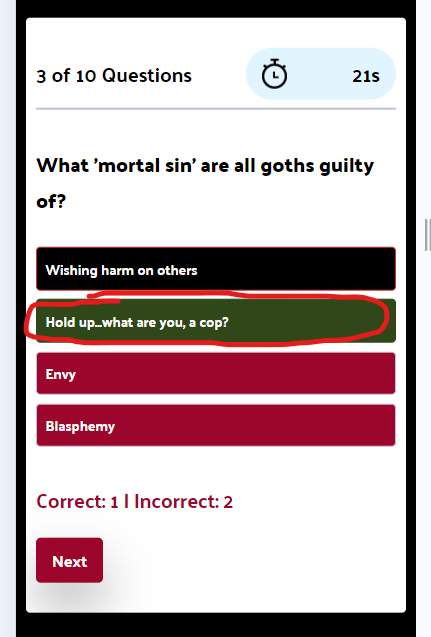 3 of 10 Questions
21s
What 'mortal sin' are all goths guilty
of?
Wishing harm on others
Hold up...what are you, a cop?
Envy
Blasphemy
Correct: 1 | Incorrect: 2
Next